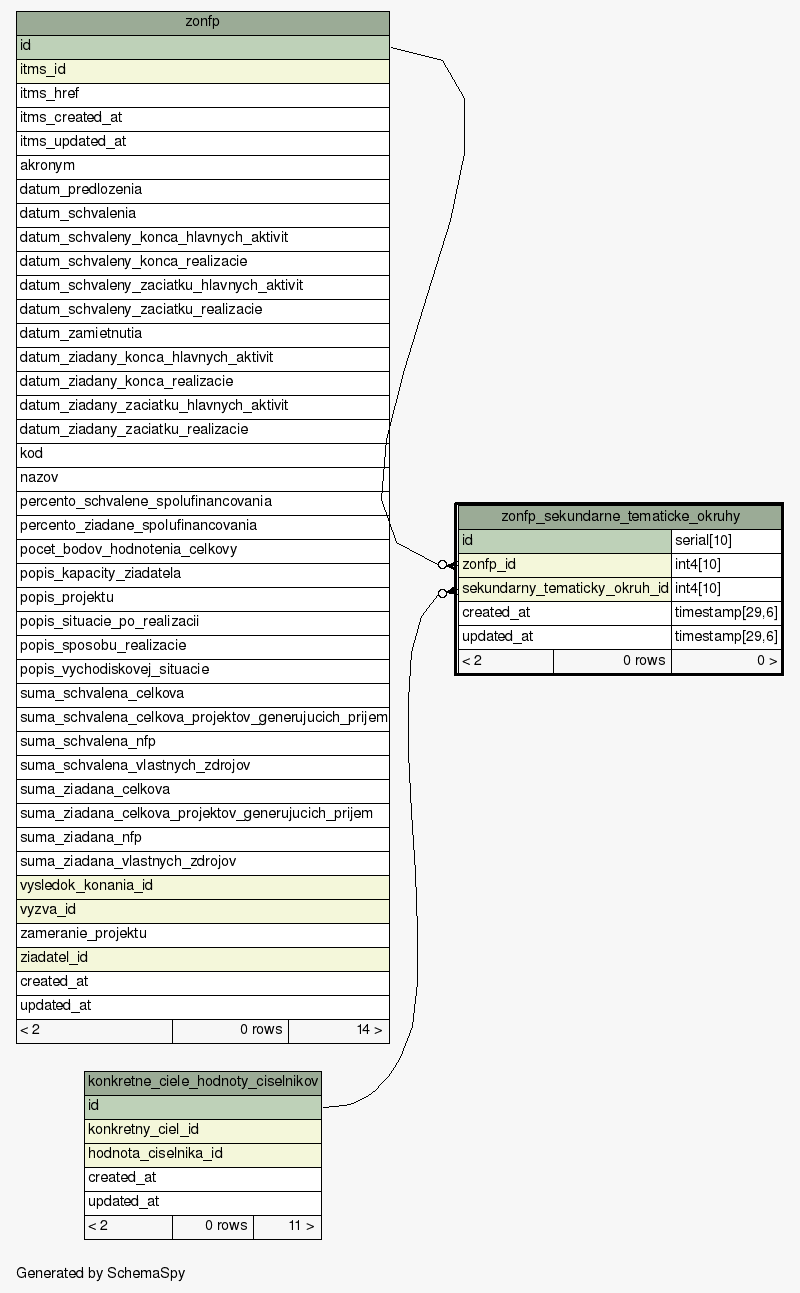 zonfp
id
itms_id
itms_href
itms_created_at
itms_updated_at
akronym
datum_predlozenia
datum_schvalenia
datum_schvaleny_konca_hlavnych_aktivit
datum_schvaleny_konca_realizacie
datum_schvaleny_zaciatku_hlavnych_aktivit
datum_schvaleny_zaciatku_realizacie
datum_zamietnutia
datum_ziadany_konca_hlavnych_aktivit
datum_ziadany_konca_realizacie
datum_ziadany_zaciatku_hlavnych_aktivit
datum_ziadany_zaciatku_realizacie
kod
nazov
percento_schvalene_spolufinancovania
percento_ziadane_spolufinancovania
pocet_bodov_hodnotenia_celkovy
popis_kapacity_ziadatela
popis_projektu
popis_situacie_po_realizacii
popis_sposobu_realizacie
popis_vychodiskovej_situacie
suma_schvalena_celkova
suma_schvalena_celkova_projektov_generujucich_prijem
suma_schvalena_nfp
suma_schvalena_vlastnych_zdrojov
suma_ziadana_celkova
suma_ziadana_celkova_projektov_generujucich_prijem
suma_ziadana_nfp
suma_ziadana_vlastnych_zdrojov
vysledok_konania_id
vyzva_id
zameranie_projektu
ziadatel_id
created_at
updated_at
< 2 0 rows 14 >
zonfp_sekundarne_tematicke_okruhy
id serial[10]
zonfp_id int4[10]
sekundarny_tematicky_okruh_id int4[10]
created_at timestamp[29,6]
updated_at timestamp[29,6]
< 2 0 rows 0 >
konkretne_ciele_hodnoty_ciselnikov
id
konkretny_ciel_id
hodnota_ciselnika_id
created_at
updated_at
< 2 0 rows 11 >
Generated by SchemaSpy